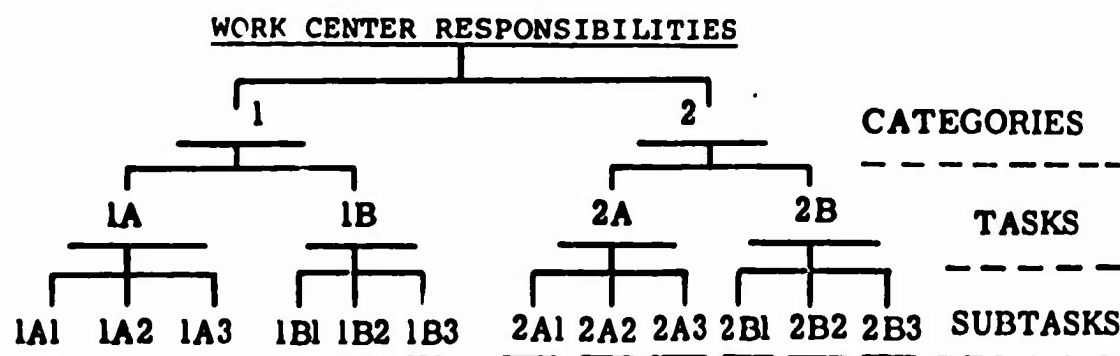 WORK CENTER RESPONSIBILITIES
1 2 CATEGORIES
1A 1B 2A 2B TASKS
1A1 1A2 1A3 1B1 1B2 1B3 2A1 2A2 2A3 2B1 2B2 2B3 SUBTASKS